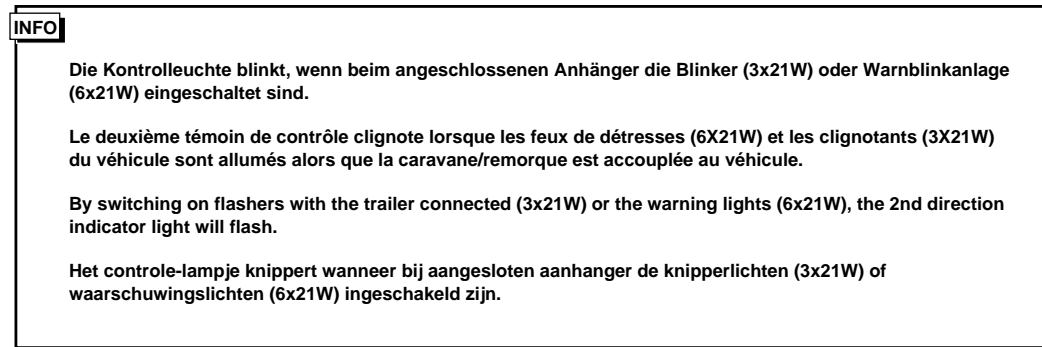 INFO
Die Kontrolleuchte blinkt, wenn beim angeschlossenen Anhänger die Blinker (3x21W) oder Warnblinkanlage
(6x21W) eingeschaltet sind.
Le deuxième témoin de contrôle clignote lorsque les feux de détresses (6X21W) et les clignotants (3X21W)
du véhicule sont allumés alors que la caravane/remorque est accouplée au véhicule.
By switching on flashers with the trailer connected (3x21W) or the warning lights (6x21W), the 2nd direction
indicator light will flash.
Het controle-lampje knippert wanneer bij aangesloten aanhanger de knipperlichten (3x21W) of
waarschuwingslichten (6x21W) ingeschakeld zijn.